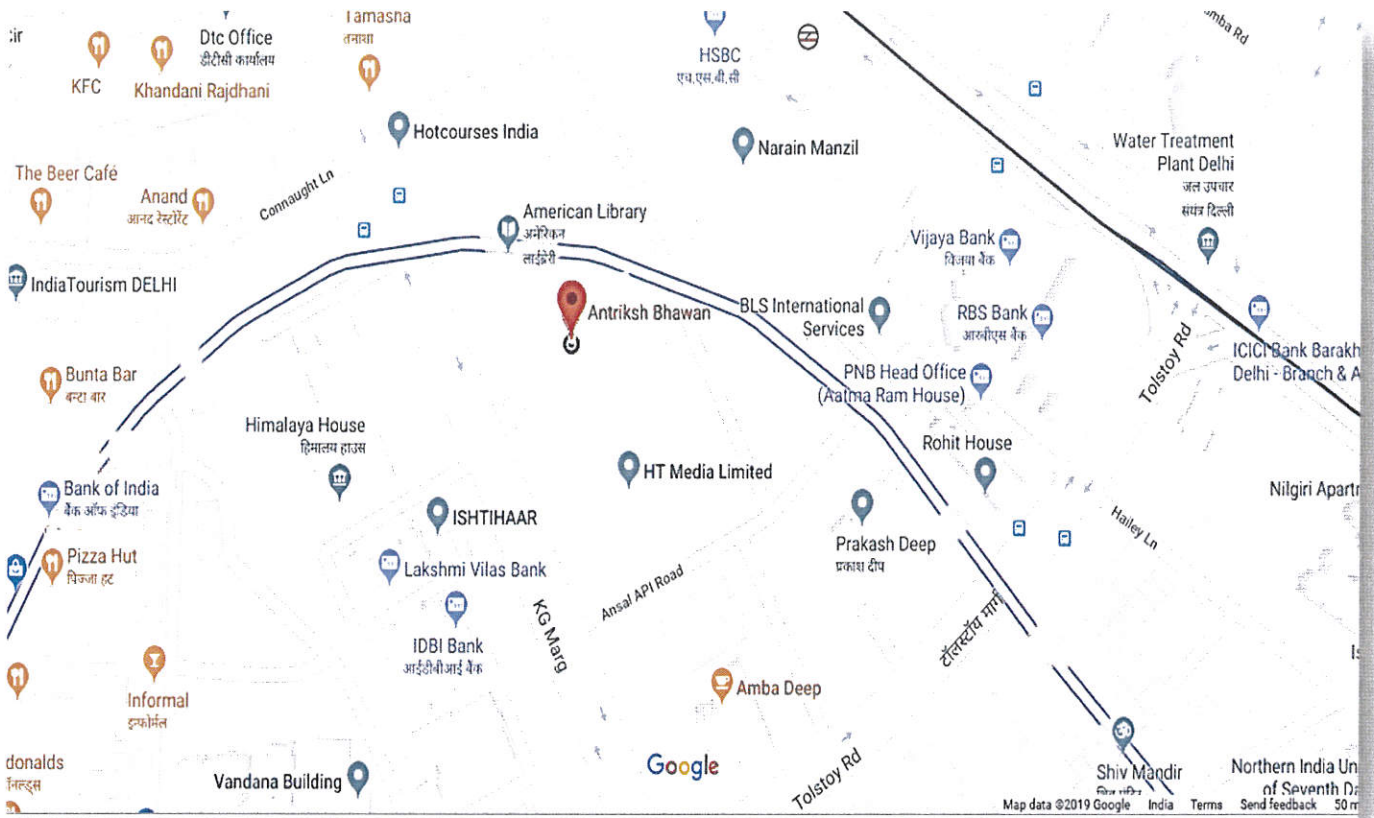 Tamasha
तमाशा
Dtc Office
डीटीसी कार्यालय
KFC
Khandani Rajdhani
HSBC
एच.एस.बी.सी
Hotcourses India
Narain Manzil
Water Treatment
Plant Delhi
जल उपचार
संयंत्र दिल्ली
The Beer Café
Anand
आनंद रेस्टोरेंट
Connaught Ln
American Library
अमेरिकन
लाईब्रेरी
Vijaya Bank
विजया बैंक
IndiaTourism DELHI
Antriksh Bhawan
BLS International
Services
RBS Bank
आरबीएस बैंक
Tolstoy Rd
ICICI Bank Barakh
Delhi - Branch & A
Bunta Bar
बन्टा बार
PNB Head Office
(Aatma Ram House)
Himalaya House
हिमालय हाउस
Rohit House
HT Media Limited
Bank of India
बैंक ऑफ इंडिया
Nilgiri Apart
ISHTIHAAR
Hailey Ln
Prakash Deep
प्रकाश दीप
Pizza Hut
पिज्जा हट
Lakshmi Vilas Bank
Ansal API Road
KG Marg
IDBI Bank
आईडीबीआई बैंक
टॉलस्टॉय मार्ग
Informal
इन्फोर्मल
Amba Deep
donalds
Google
Vandana Building
Tolstoy Rd
Shiv Mandir
Northern India Un
of Seventh Da
Map data ©2019 Google India Terms Send feedback 50 m